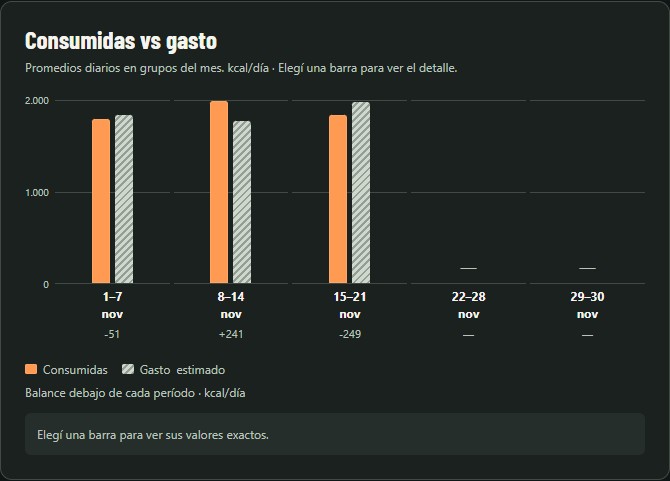 Consumidas vs gasto
Promedios diarios en grupos del mes. kcal/día · Elegí una barra para ver el detalle.
2.000
1.000
0
1–7 nov
8–14 nov
15–21 nov
22–28 nov
29–30 nov
-51
+241
-249
—
—
Consumidas
Gasto estimado
Balance debajo de cada período · kcal/día
Elegí una barra para ver sus valores exactos.